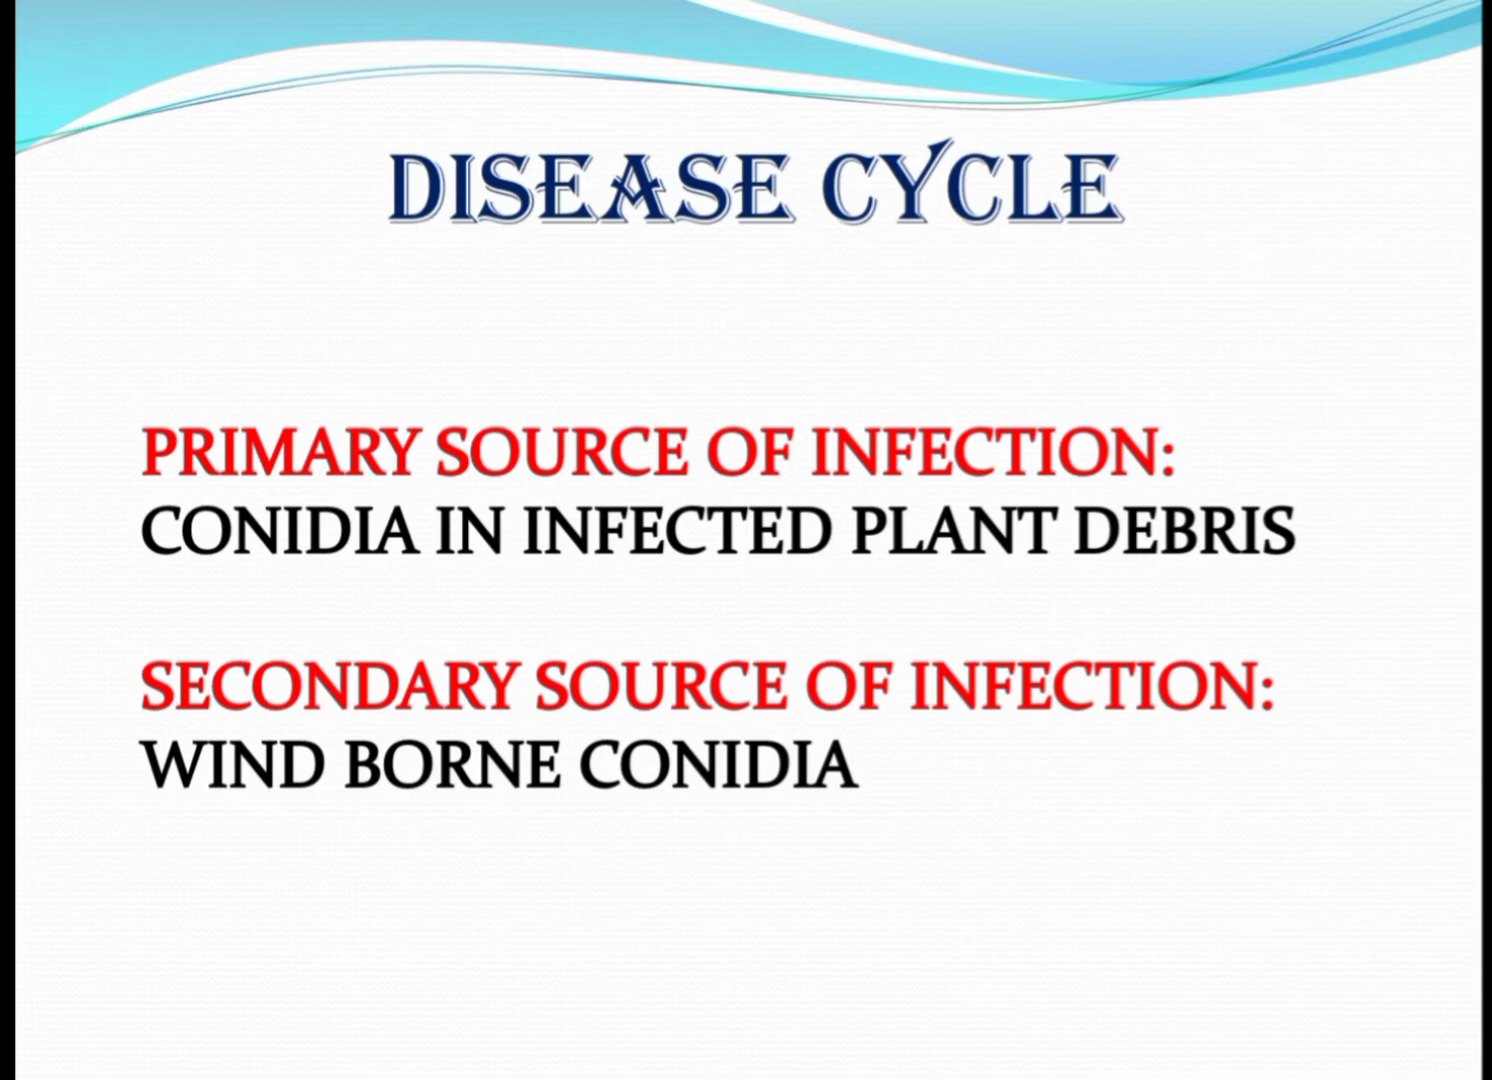 DISEASE CYCLE
PRIMARY SOURCE OF INFECTION:
CONIDIA IN INFECTED PLANT DEBRIS
SECONDARY SOURCE OF INFECTION:
WIND BORNE CONIDIA